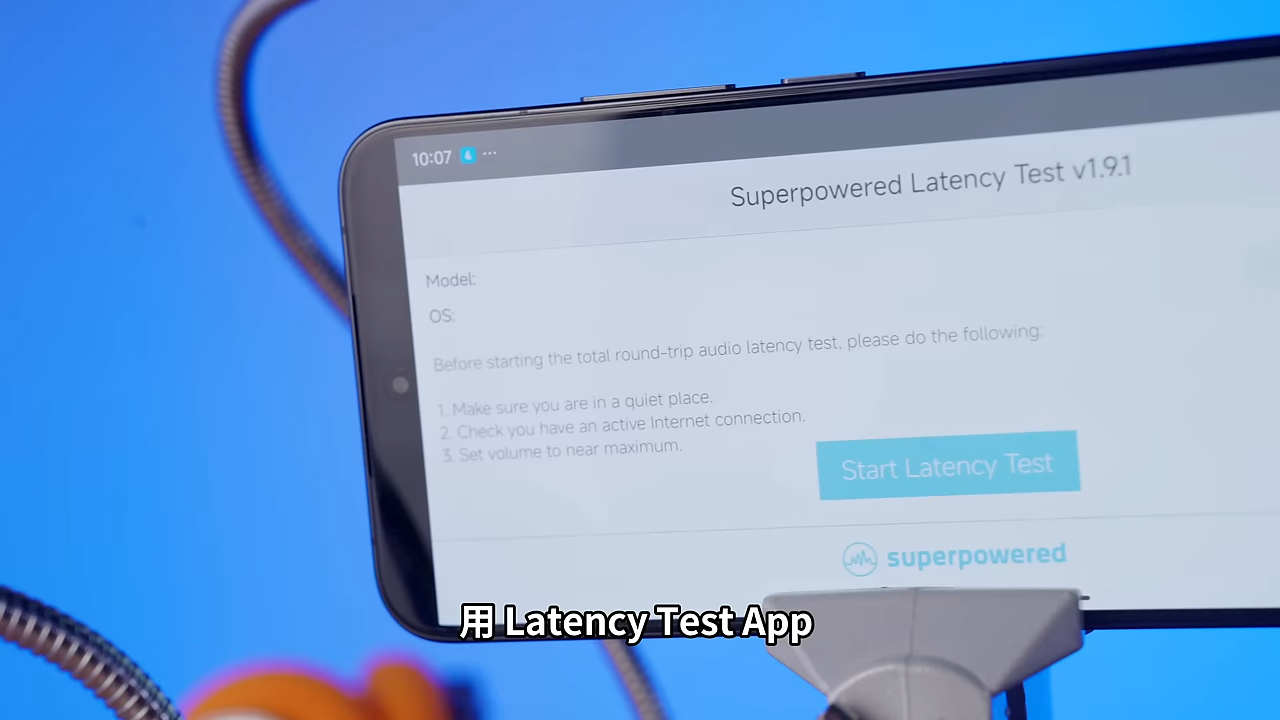 10:07
Superpowered Latency Test v1.9.1
Model:
OS:
Before starting the total round-trip audio latency test, please do the following:
1. Make sure you are in a quiet place.
2. Check you have an active Internet connection.
3. Set volume to near maximum.
Start Latency Test
superpowered
用 Latency Test App